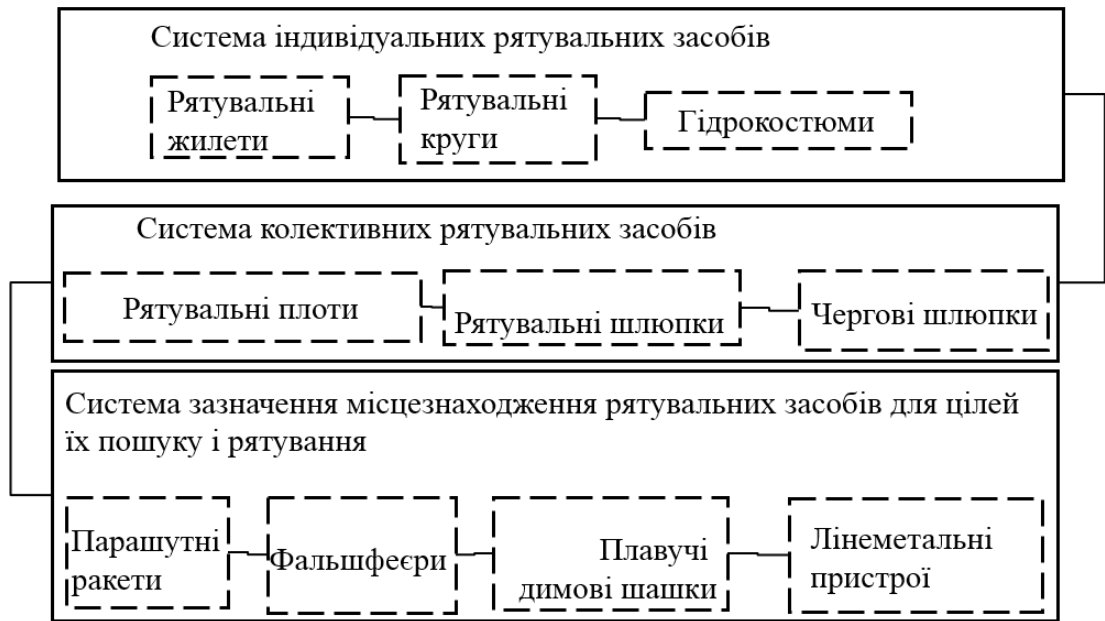 Система індивідуальних рятувальних засобів
Рятувальні
жилети
Рятувальні
круги
Гідрокостюми
Система колективних рятувальних засобів
Рятувальні плоти
Рятувальні шлюпки
Чергові шлюпки
Система зазначення місцезнаходження рятувальних засобів для цілей
їх пошуку і рятування
Парашутні
ракети
Фальшфеєри
Плавучі
димові шашки
Лінеметальні
пристрої